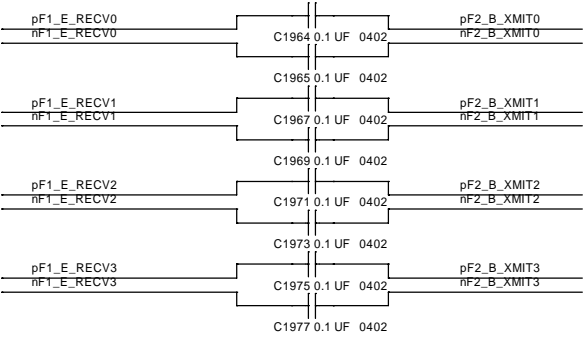 pF1_E_RECV0 pF2_B_XMIT0
nF1_E_RECV0 C1964 0.1 UF 0402 nF2_B_XMIT0
C1965 0.1 UF 0402
pF1_E_RECV1 pF2_B_XMIT1
nF1_E_RECV1 C1967 0.1 UF 0402 nF2_B_XMIT1
C1969 0.1 UF 0402
pF1_E_RECV2 pF2_B_XMIT2
nF1_E_RECV2 C1971 0.1 UF 0402 nF2_B_XMIT2
C1973 0.1 UF 0402
pF1_E_RECV3 pF2_B_XMIT3
nF1_E_RECV3 C1975 0.1 UF 0402 nF2_B_XMIT3
C1977 0.1 UF 0402